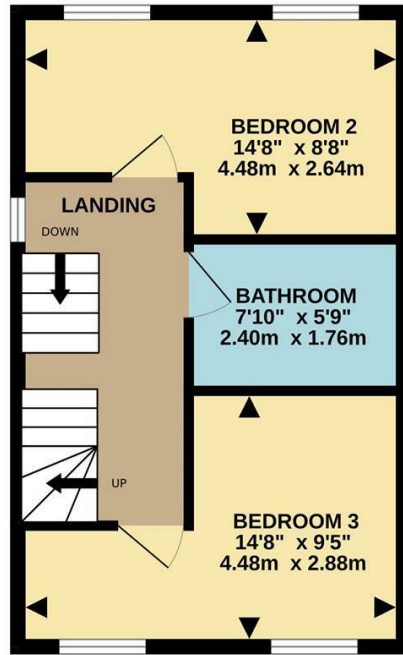 BEDROOM 2
14'8" x 8'8"
4.48m x 2.64m
LANDING
DOWN
BATHROOM
7'10" x 5'9"
2.40m x 1.76m
UP
BEDROOM 3
14'8" x 9'5"
4.48m x 2.88m